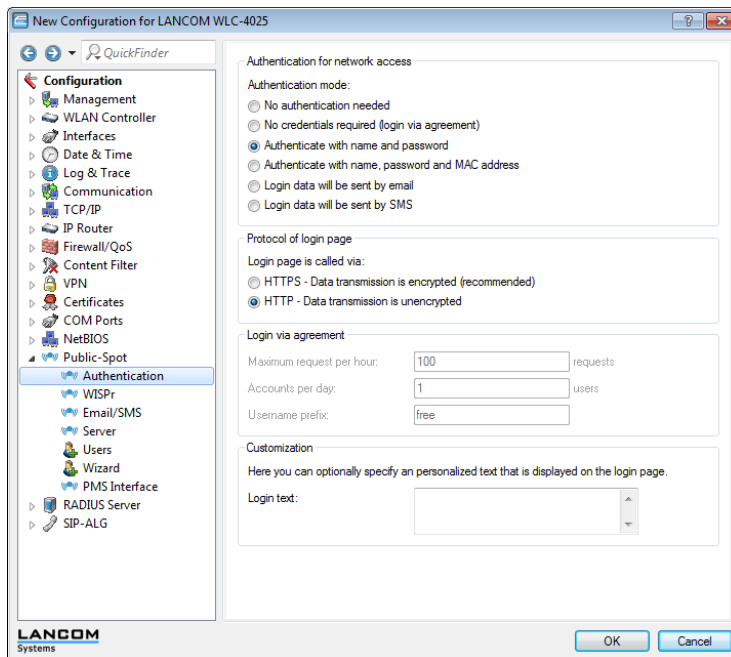 New Configuration for LANCOM WLC-4025
QuickFinder
Configuration
Management
WLAN Controller
Interfaces
Date & Time
Log & Trace
Communication
TCP/IP
IP Router
Firewall/QoS
Content Filter
VPN
Certificates
COM Ports
NetBIOS
Public-Spot
Authentication
WISPr
Email/SMS
Server
Users
Wizard
PMS Interface
RADIUS Server
SIP-ALG
Authentication for network access
Authentication mode:
No authentication needed
No credentials required (login via agreement)
Authenticate with name and password
Authenticate with name, password and MAC address
Login data will be sent by email
Login data will be sent by SMS
Protocol of login page
Login page is called via:
HTTPS - Data transmission is encrypted (recommended)
HTTP - Data transmission is unencrypted
Login via agreement
Maximum request per hour: 100 requests
Accounts per day: 1 users
Username prefix: free
Customization
Here you can optionally specify an personalized text that is displayed on the login page.
Login text:
LANCOM
Systems
OK Cancel